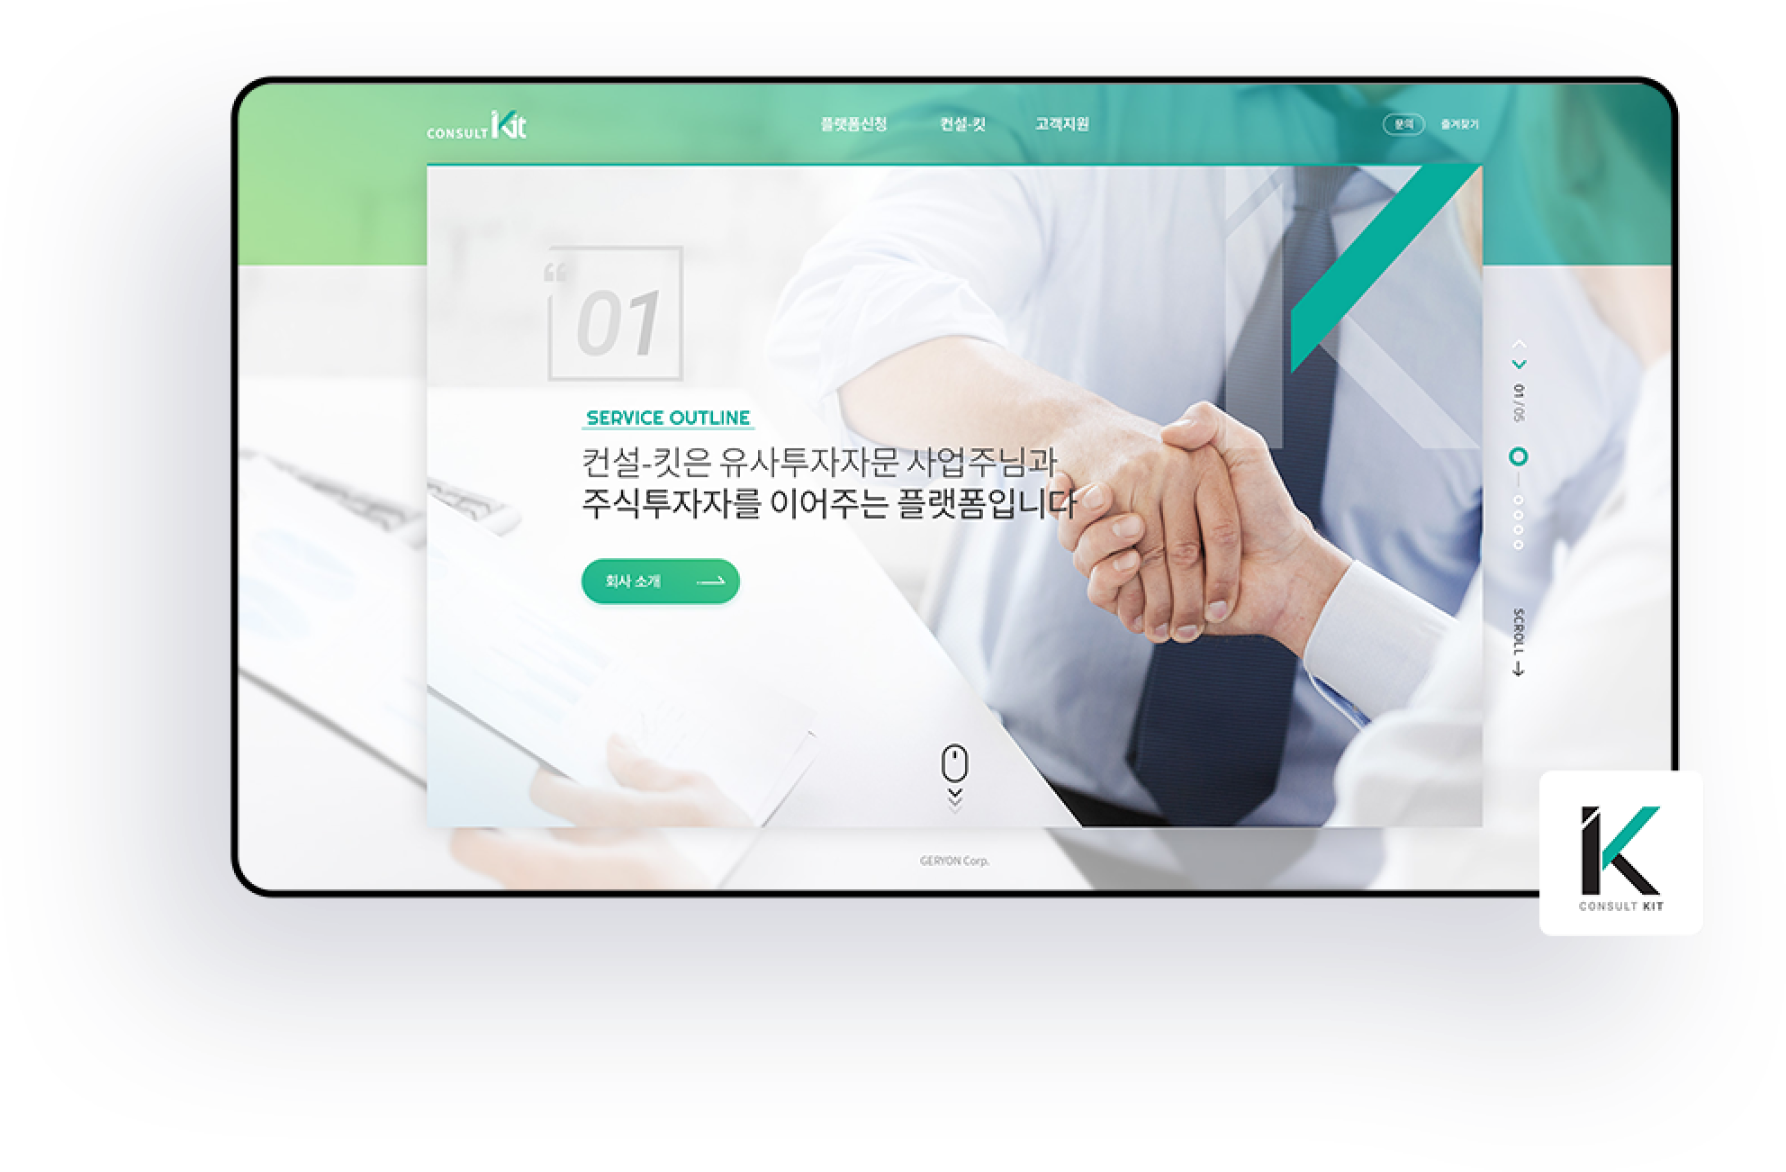 CONSULT Kit
플랫폼신청
컨설-킷
고객지원
문의
즐겨찾기
01
SERVICE OUTLINE
컨설-킷은 유사투자자문 사업주님과
주식투자자를 이어주는 플랫폼입니다
회사 소개
01 / 05
SCROLL
GERYON Corp.
K
CONSULT KIT